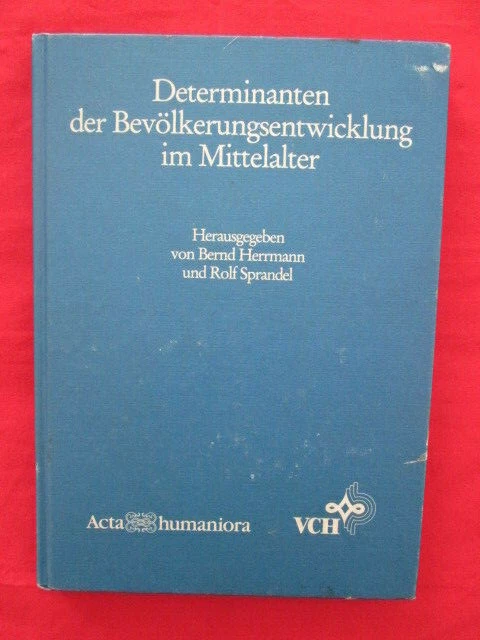 Determinanten
der Bevölkerungsentwicklung
im Mittelalter
Herausgegeben
von Bernd Herrmann
und Rolf Sprandel
Acta humaniora
VCH